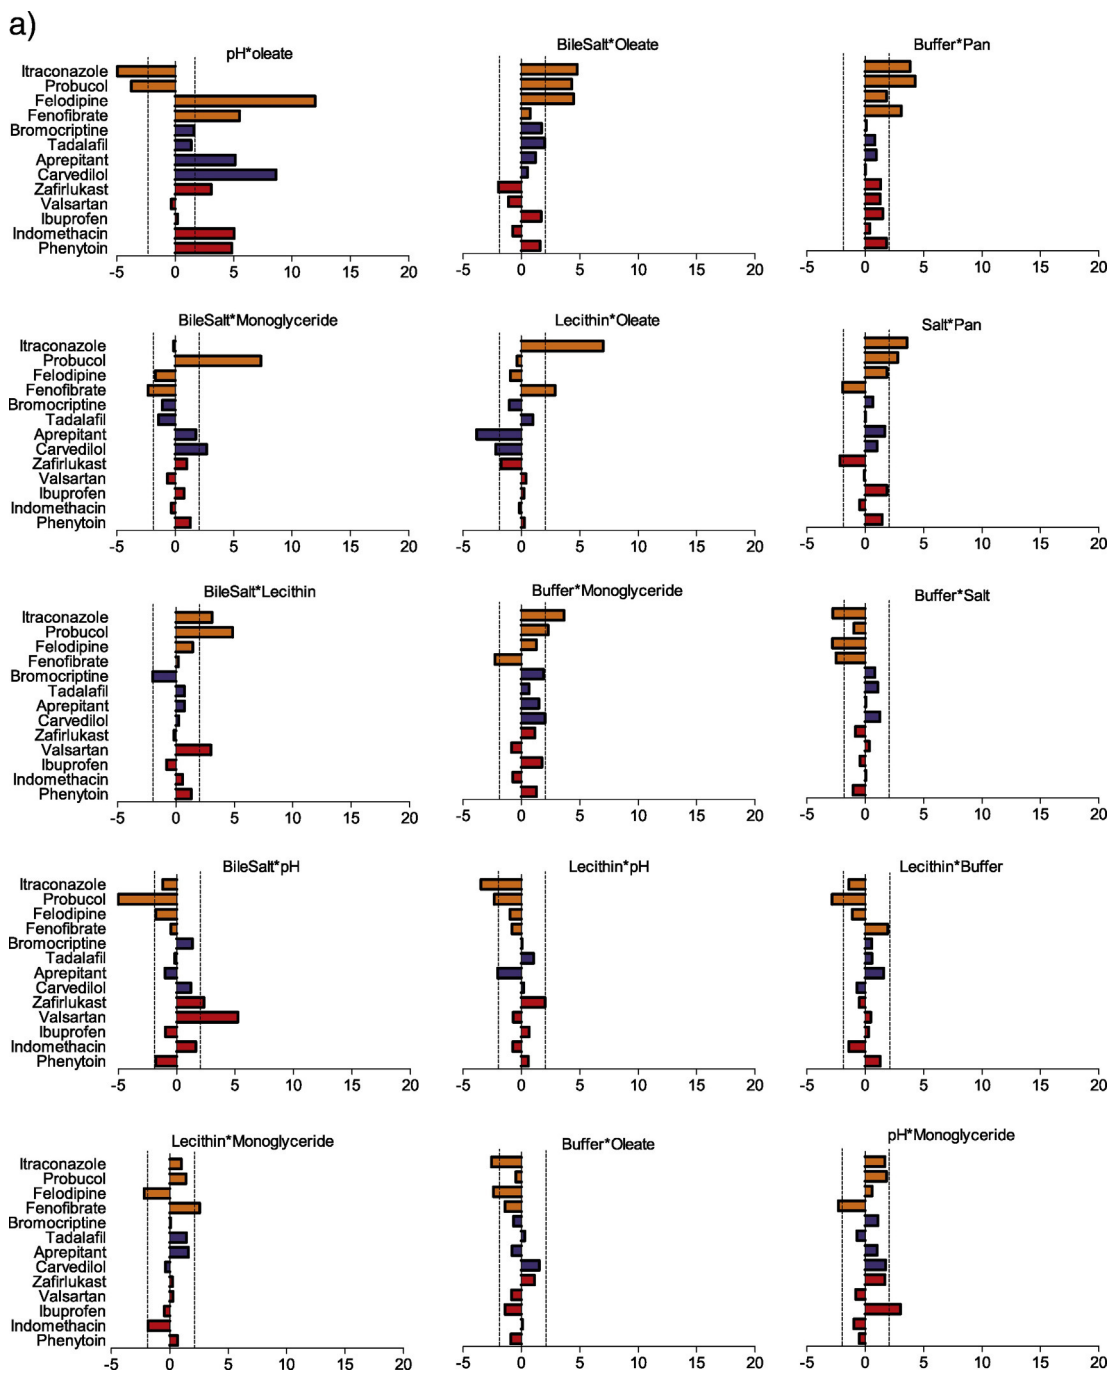 a)
pH*oleate
BileSalt*Oleate
Buffer*Pan
Itraconazole
Probucol
Felodipine
Fenofibrate
Bromocriptine
Tadalafil
Aprepitant
Carvedilol
Zafirlukast
Valsartan
Ibuprofen
Indomethacin
Phenytoin
-5 0 5 10 15 20
-5 0 5 10 15 20
-5 0 5 10 15 20
BileSalt*Monoglyceride
Lecithin*Oleate
Salt*Pan
Itraconazole
Probucol
Felodipine
Fenofibrate
Bromocriptine
Tadalafil
Aprepitant
Carvedilol
Zafirlukast
Valsartan
Ibuprofen
Indomethacin
Phenytoin
-5 0 5 10 15 20
-5 0 5 10 15 20
-5 0 5 10 15 20
BileSalt*Lecithin
Buffer*Monoglyceride
Buffer*Salt
Itraconazole
Probucol
Felodipine
Fenofibrate
Bromocriptine
Tadalafil
Aprepitant
Carvedilol
Zafirlukast
Valsartan
Ibuprofen
Indomethacin
Phenytoin
-5 0 5 10 15 20
-5 0 5 10 15 20
-5 0 5 10 15 20
BileSalt*pH
Lecithin*pH
Lecithin*Buffer
Itraconazole
Probucol
Felodipine
Fenofibrate
Bromocriptine
Tadalafil
Aprepitant
Carvedilol
Zafirlukast
Valsartan
Ibuprofen
Indomethacin
Phenytoin
-5 0 5 10 15 20
-5 0 5 10 15 20
-5 0 5 10 15 20
Lecithin*Monoglyceride
Buffer*Oleate
pH*Monoglyceride
Itraconazole
Probucol
Felodipine
Fenofibrate
Bromocriptine
Tadalafil
Aprepitant
Carvedilol
Zafirlukast
Valsartan
Ibuprofen
Indomethacin
Phenytoin
-5 0 5 10 15 20
-5 0 5 10 15 20
-5 0 5 10 15 20